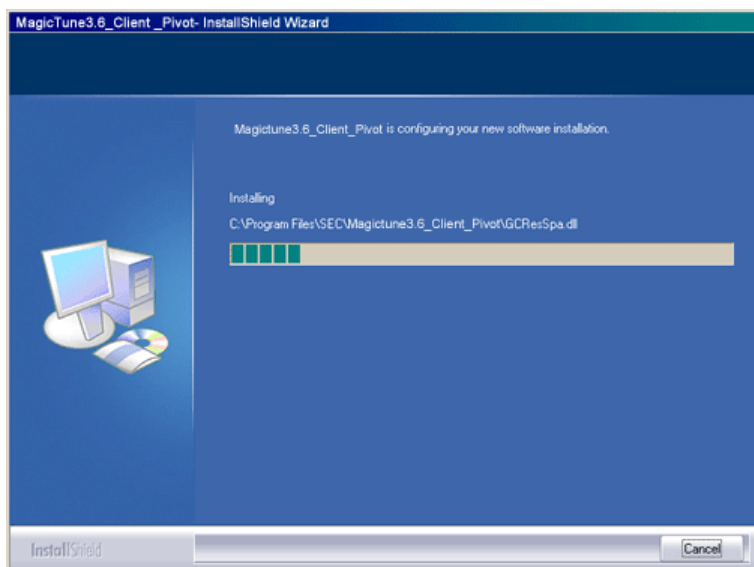 MagicTune3.6_Client _Pivot- InstallShield Wizard
Magictune3.6_Client_Pivot is configuring your new software installation.
Installing
C:\Program Files\SEC\Magictune3.6_Client_Pivot\GCResSpa.dll
InstallShield
Cancel